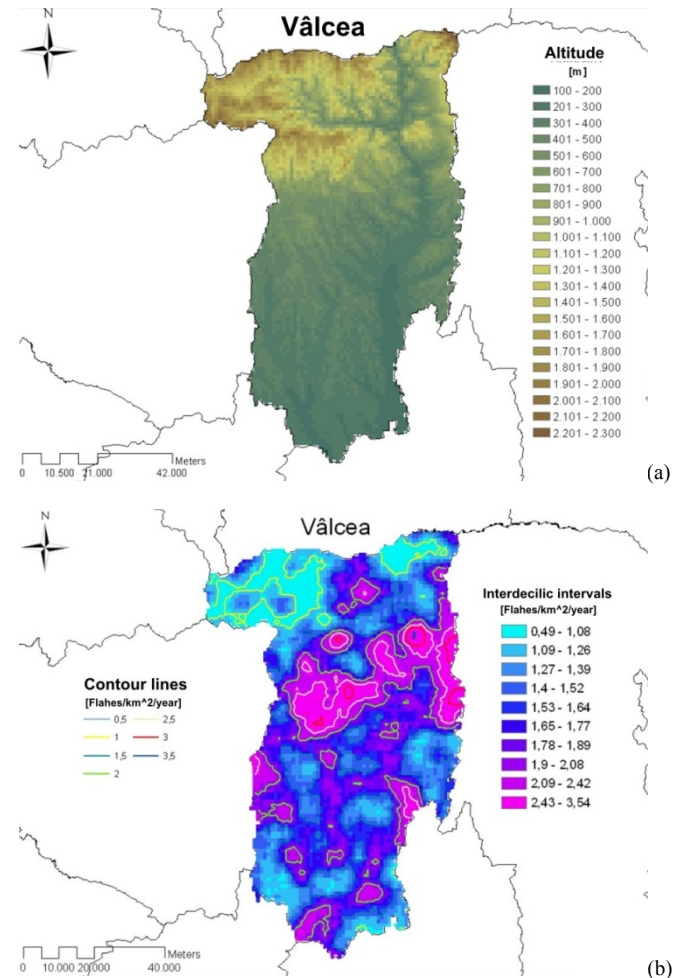 Vâlcea
N
Altitude
[m]
100 - 200
201 - 300
301 - 400
401 - 500
501 - 600
601 - 700
701 - 800
801 - 900
901 - 1.000
1.001 - 1.100
1.101 - 1.200
1.201 - 1.300
1.301 - 1.400
1.401 - 1.500
1.501 - 1.600
1.601 - 1.700
1.701 - 1.800
1.801 - 1.900
1.901 - 2.000
2.001 - 2.100
2.101 - 2.200
2.201 - 2.300
Meters
0 10.500 21.000 42.000
(a)
Vâlcea
N
Interdecilic intervals
[Flahes/km^2/year]
0,49 - 1,08
1,09 - 1,26
1,27 - 1,39
1,4 - 1,52
1,53 - 1,64
1,65 - 1,77
1,78 - 1,89
1,9 - 2,08
2,09 - 2,42
2,43 - 3,54
Contour lines
[Flahes/km^2/year]
0,5 2,5
1 3
1,5 3,5
2
Meters
0 10.000 20.000 40.000
(b)